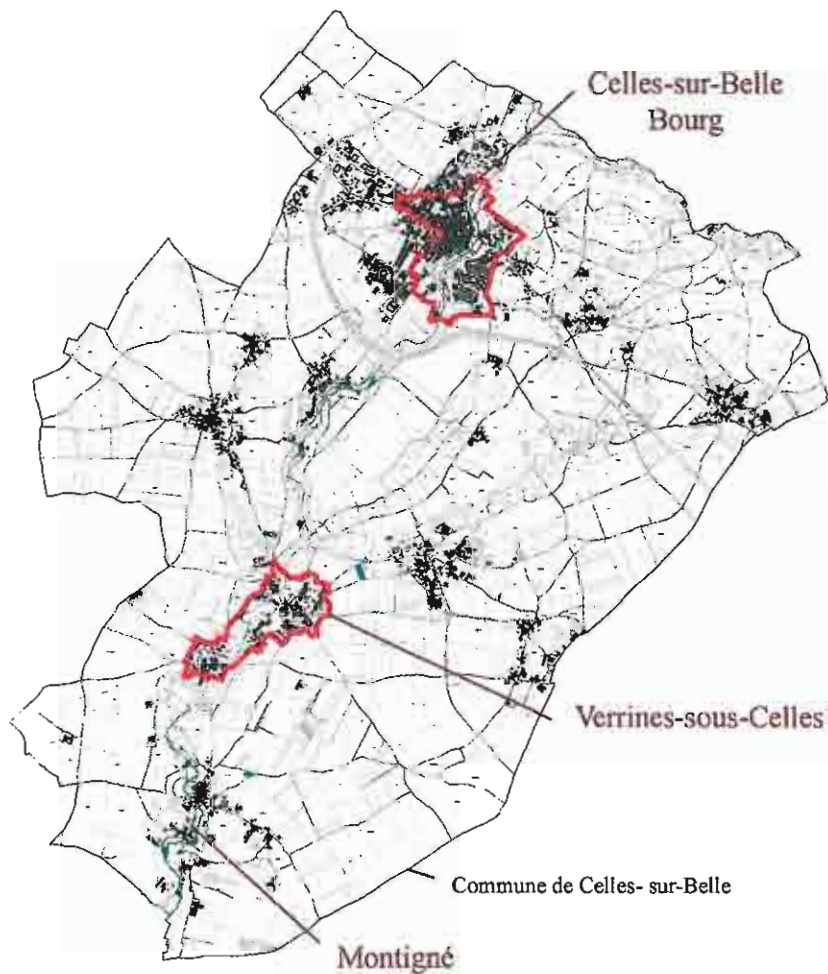 Celles-sur-Belle
Bourg
Verrines-sous-Celles
Commune de Celles- sur-Belle
Montigné